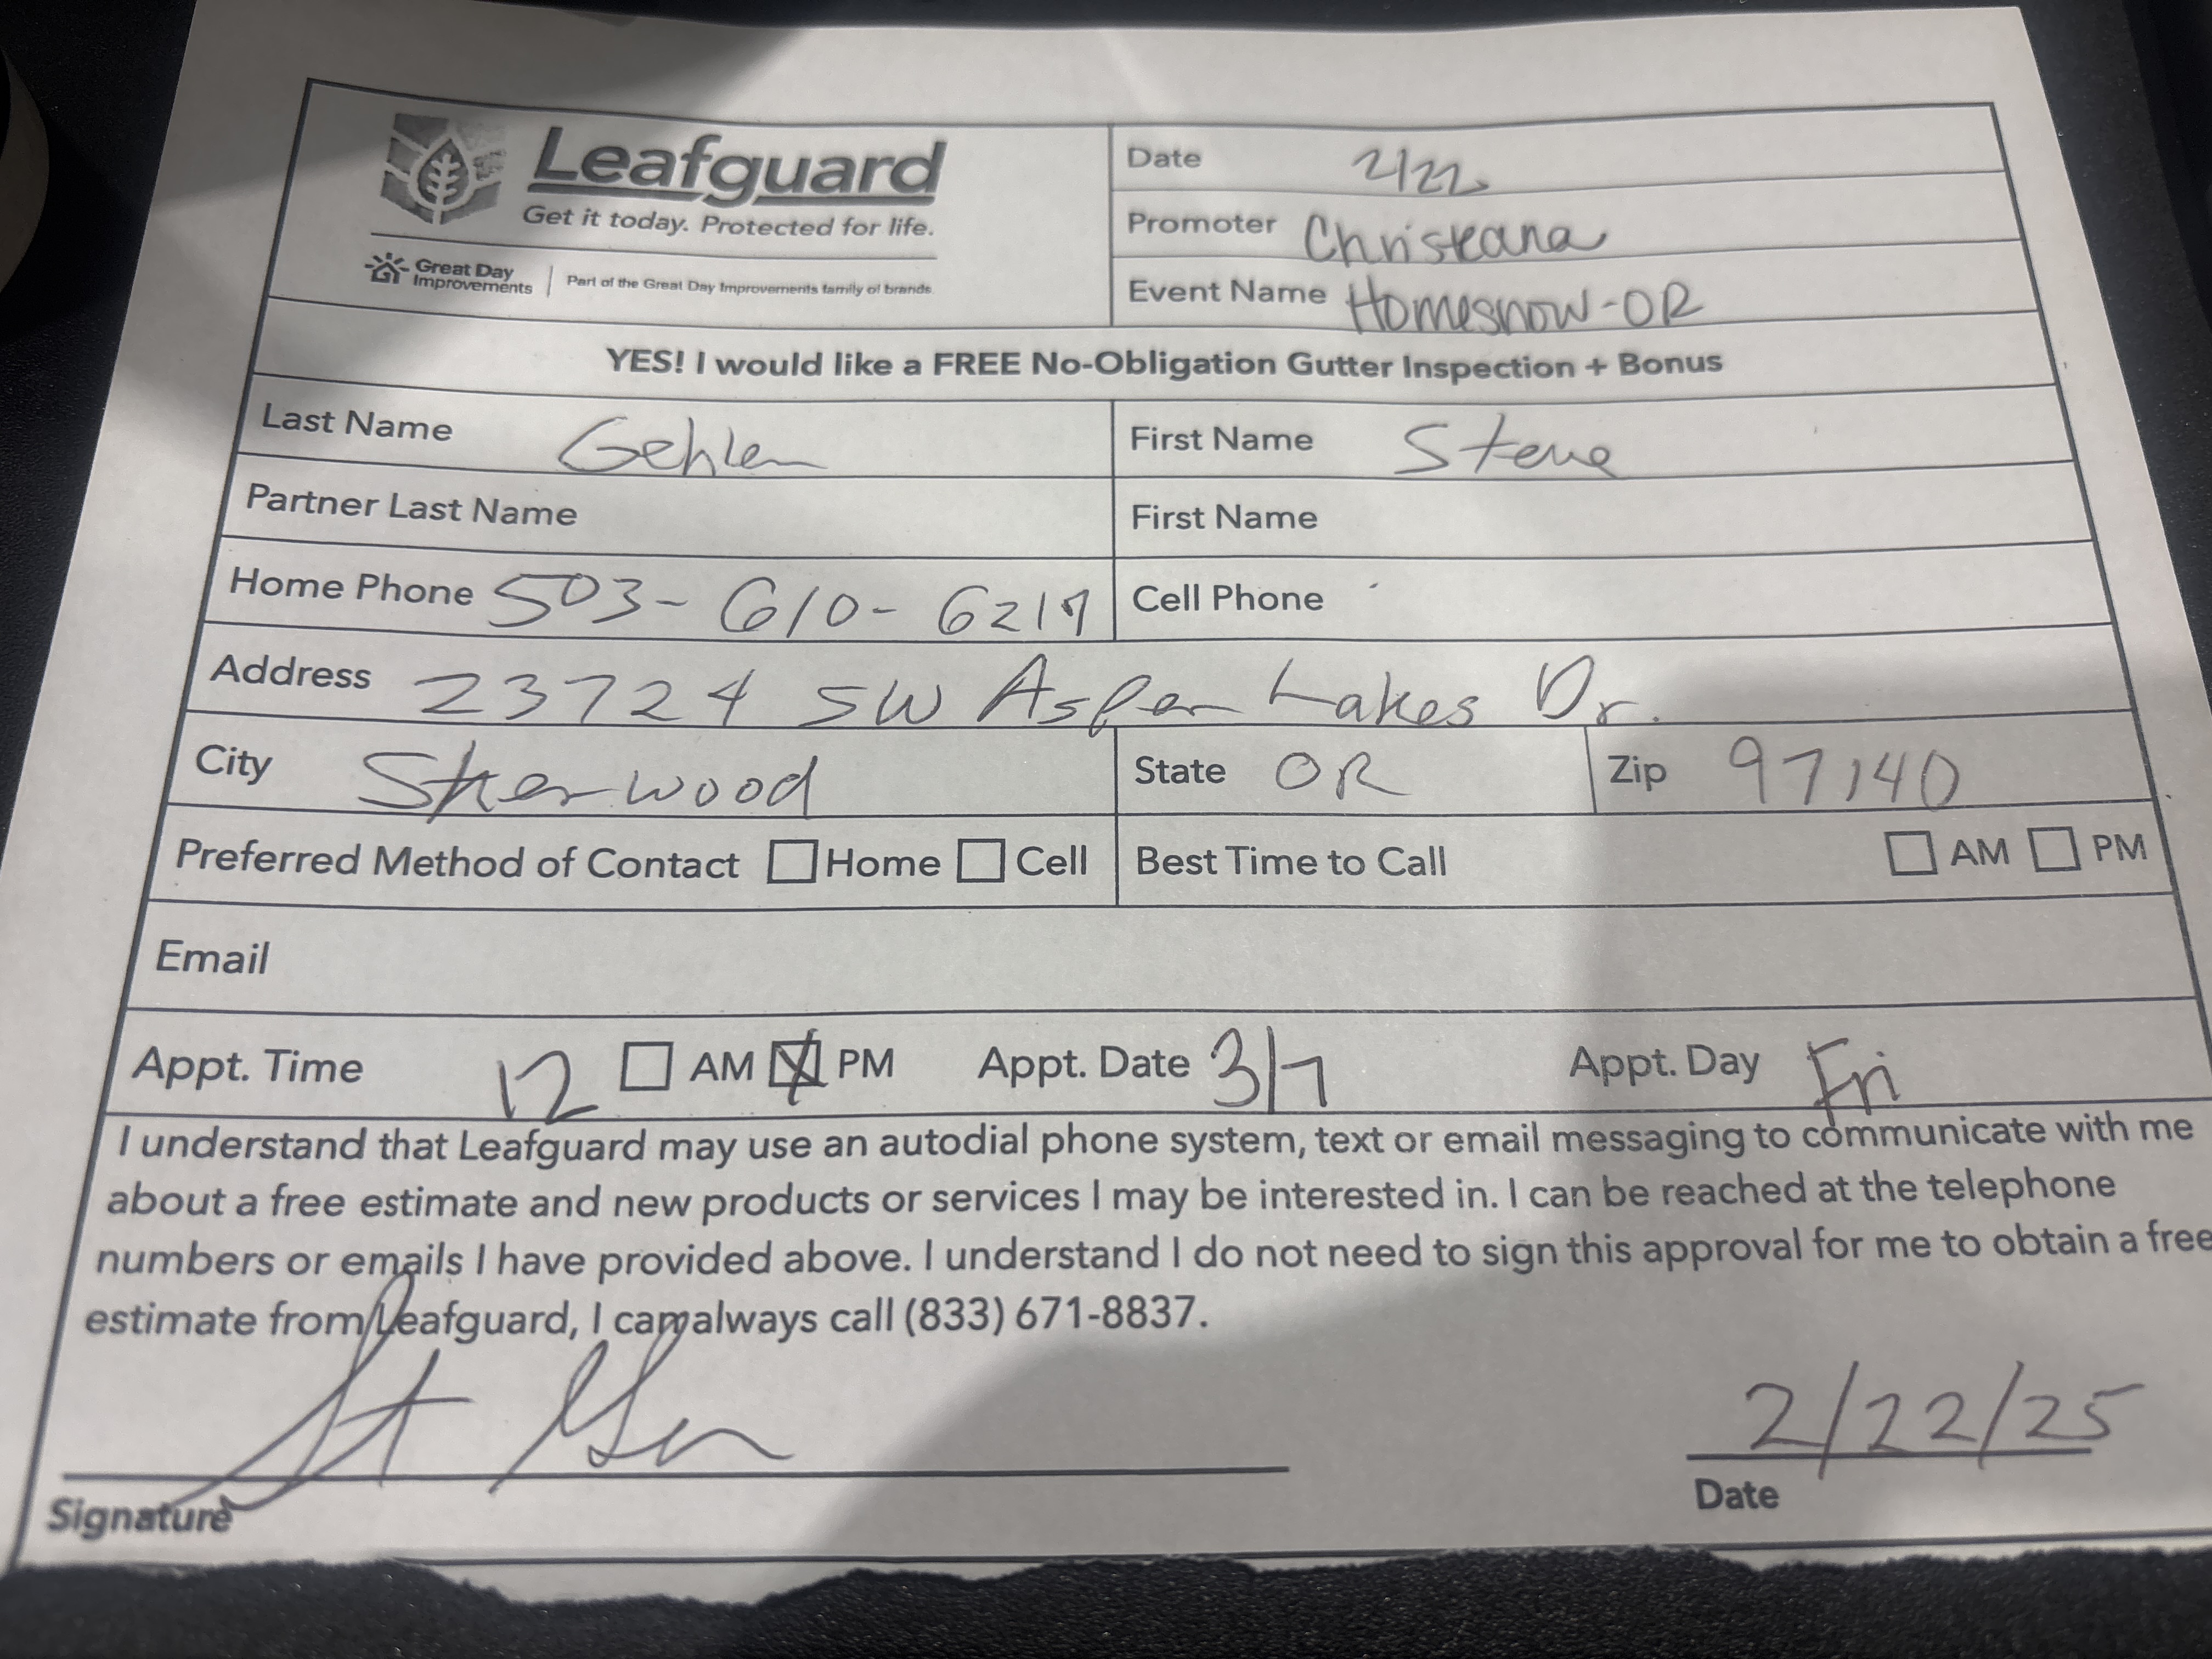 Leafguard
Get it today. Protected for life.
Great Day Improvements | Part of the Great Day Improvements family of brands.
Date 2/22
Promoter Chriseana
Event Name Homeshow-OR
YES! I would like a FREE No-Obligation Gutter Inspection + Bonus
Last Name Gehlen First Name Steve
Partner Last Name First Name
Home Phone 503-610-6217 Cell Phone
Address 23724 SW Aspen Lakes Dr.
City Sherwood State OR Zip 97140
Preferred Method of Contact ☐ Home ☐ Cell Best Time to Call ☐ AM ☐ PM
Email
Appt. Time 12 ☐ AM ☒ PM Appt. Date 3/7 Appt. Day Fri
I understand that Leafguard may use an autodial phone system, text or email messaging to communicate with me
about a free estimate and new products or services I may be interested in. I can be reached at the telephone
numbers or emails I have provided above. I understand I do not need to sign this approval for me to obtain a free
estimate from Leafguard, I can always call (833) 671-8837.
2/22/25
Signature Date